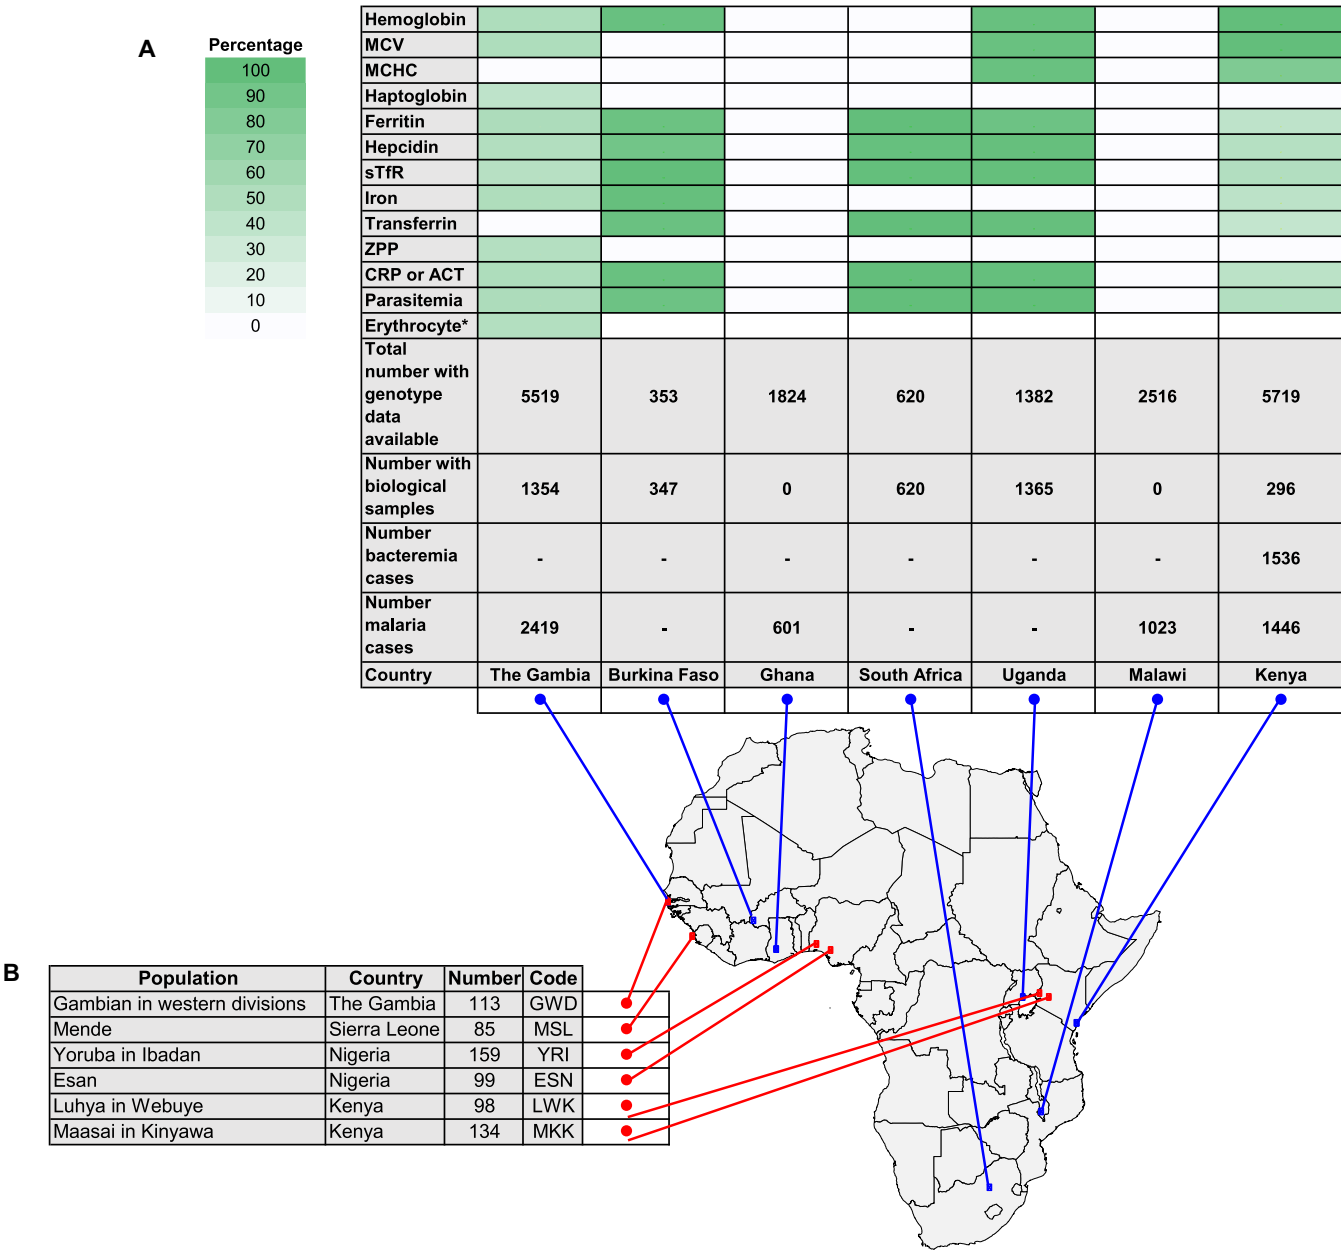 A
Percentage
100
90
80
70
60
50
40
30
20
10
0
Hemoglobin
MCV
MCHC
Haptoglobin
Ferritin
Hepcidin
sTfR
Iron
Transferrin
ZPP
CRP or ACT
Parasitemia
Erythrocyte*
Total
number with
genotype
data
available
5519 353 1824 620 1382 2516 5719
Number with
biological
samples
1354 347 0 620 1365 0 296
Number
bacteremia
cases
- - - - - - 1536
Number
malaria
cases
2419 - 601 - - 1023 1446
Country The Gambia Burkina Faso Ghana South Africa Uganda Malawi Kenya
B
Population Country Number Code
Gambian in western divisions The Gambia 113 GWD
Mende Sierra Leone 85 MSL
Yoruba in Ibadan Nigeria 159 YRI
Esan Nigeria 99 ESN
Luhya in Webuye Kenya 98 LWK
Maasai in Kinyawa Kenya 134 MKK